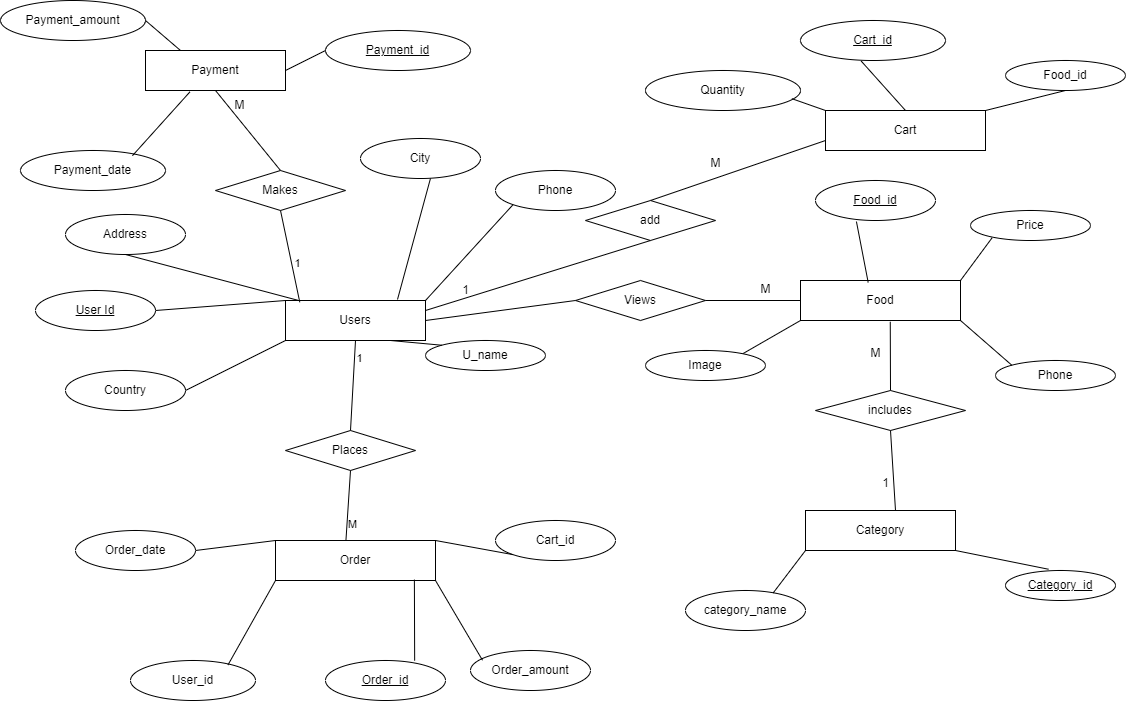 Payment_amount
Payment
Payment_id
M
Payment_date
Makes
City
Phone
Address
1
User Id
Users
U_name
Country
1
Places
M
Order_date
Order
Cart_id
User_id
Order_id
Order_amount
Cart_id
Quantity
Food_id
Cart
M
add
1
Views
M
Food_id
Price
Food
Image
Phone
M
includes
1
Category
category_name
Category_id